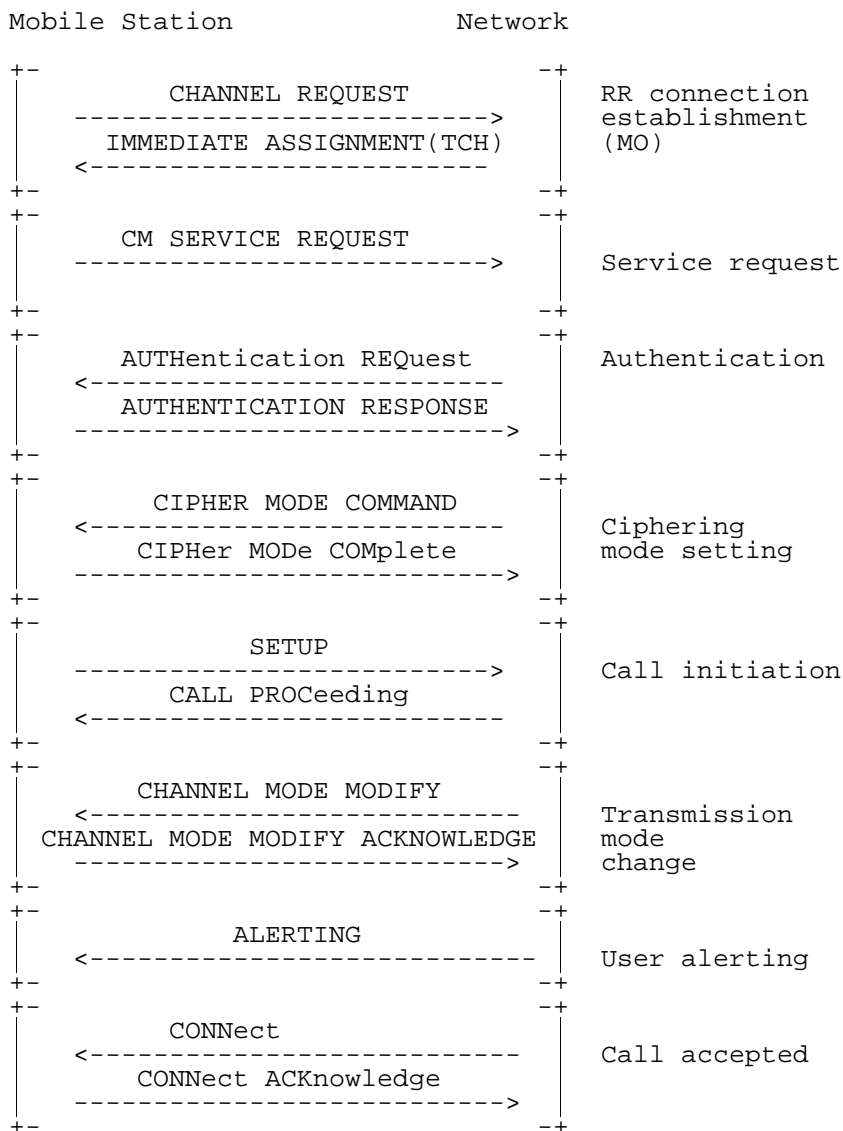 Mobile Station Network
+- -+
CHANNEL REQUEST RR connection
--------------------------> establishment
IMMEDIATE ASSIGNMENT(TCH) (MO)
<-------------------------
+- -+
+- -+
CM SERVICE REQUEST
--------------------------> Service request
+- -+
+- -+
AUTHentication REQuest Authentication
<--------------------------
AUTHENTICATION RESPONSE
--------------------------->
+- -+
+- -+
CIPHER MODE COMMAND
<-------------------------- Ciphering
CIPHer MODe COMplete mode setting
--------------------------->
+- -+
+- -+
SETUP
--------------------------> Call initiation
CALL PROCeeding
<--------------------------
+- -+
+- -+
CHANNEL MODE MODIFY
<--------------------------- Transmission
CHANNEL MODE MODIFY ACKNOWLEDGE mode
---------------------------> change
+- -+
+- -+
ALERTING
<---------------------------- User alerting
+- -+
+- -+
CONNect
<--------------------------- Call accepted
CONNect ACKnowledge
--------------------------->
+- -+